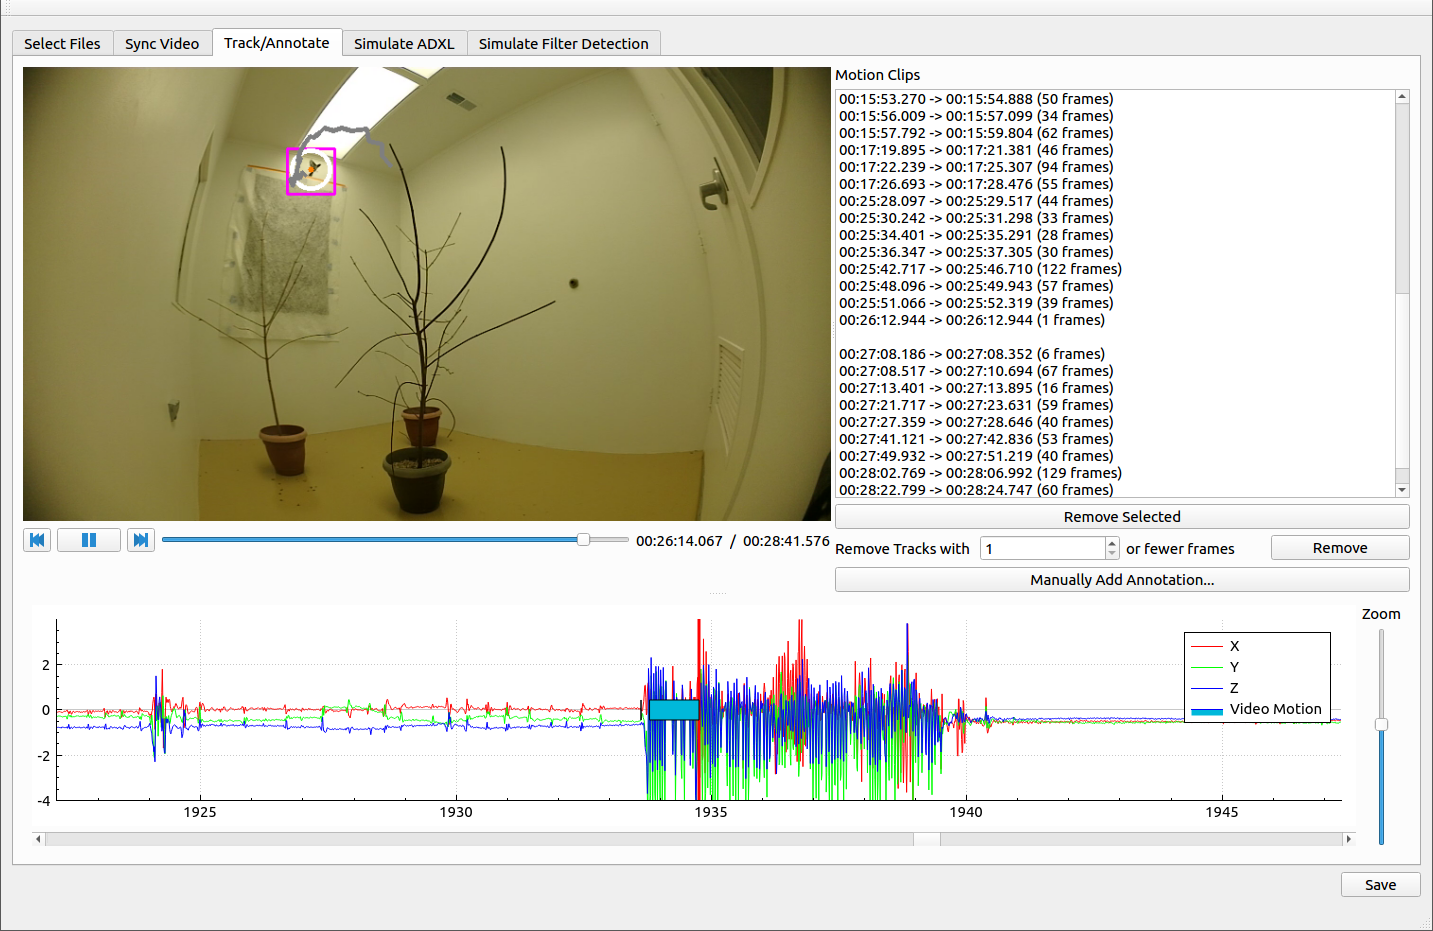 Select Files
Sync Video
Track/Annotate
Simulate ADXL
Simulate Filter Detection
Motion Clips
00:15:53.270 -> 00:15:54.888 (50 frames)
00:15:56.009 -> 00:15:57.099 (34 frames)
00:15:57.792 -> 00:15:59.804 (62 frames)
00:17:19.895 -> 00:17:21.381 (46 frames)
00:17:22.239 -> 00:17:25.307 (94 frames)
00:17:26.693 -> 00:17:28.476 (55 frames)
00:25:28.097 -> 00:25:29.517 (44 frames)
00:25:30.242 -> 00:25:31.298 (33 frames)
00:25:34.401 -> 00:25:35.291 (28 frames)
00:25:36.347 -> 00:25:37.305 (30 frames)
00:25:42.717 -> 00:25:46.710 (122 frames)
00:25:48.096 -> 00:25:49.943 (57 frames)
00:25:51.066 -> 00:25:52.319 (39 frames)
00:26:12.944 -> 00:26:12.944 (1 frames)
00:27:08.186 -> 00:27:08.352 (6 frames)
00:27:08.517 -> 00:27:10.694 (67 frames)
00:27:13.401 -> 00:27:13.895 (16 frames)
00:27:21.717 -> 00:27:23.631 (59 frames)
00:27:27.359 -> 00:27:28.646 (40 frames)
00:27:41.121 -> 00:27:42.836 (53 frames)
00:27:49.932 -> 00:27:51.219 (40 frames)
00:28:02.769 -> 00:28:06.992 (129 frames)
00:28:22.799 -> 00:28:24.747 (60 frames)
Remove Selected
00:26:14.067 / 00:28:41.576
Remove Tracks with 1 or fewer frames
Remove
Manually Add Annotation...
Zoom
2
0
-2
-4
1925
1930
1935
1940
1945
X
Y
Z
Video Motion
Save